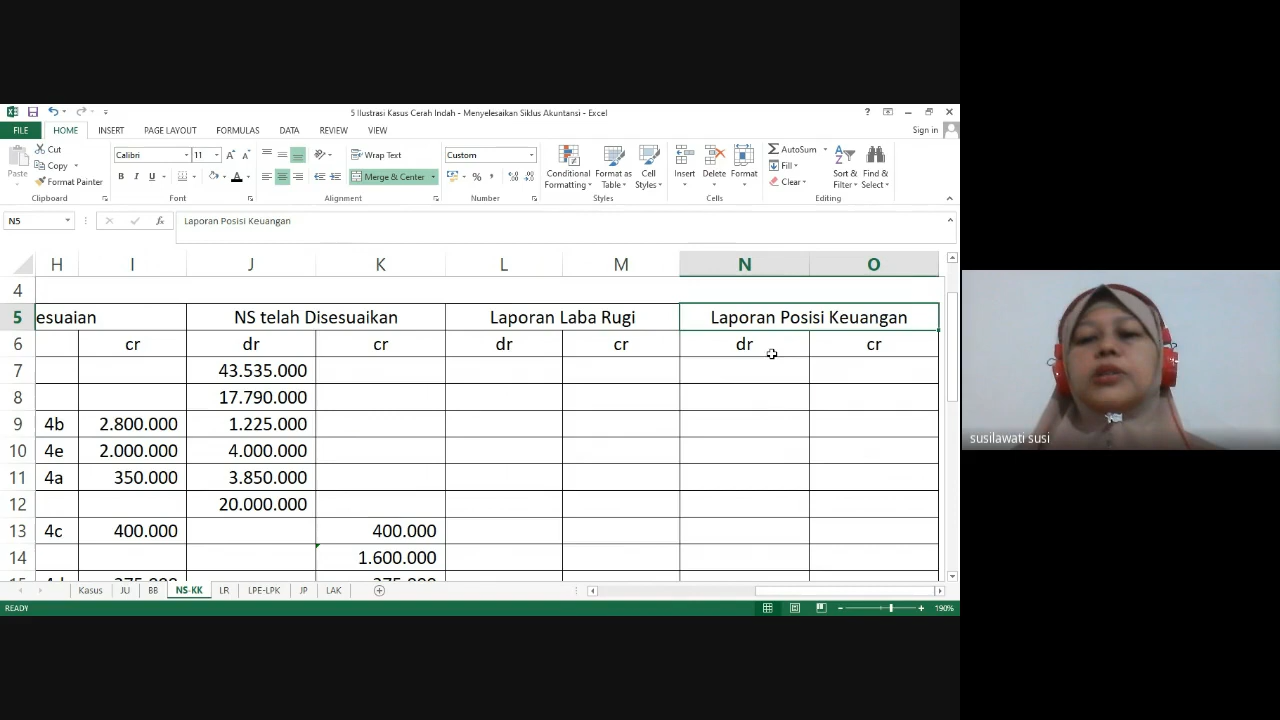 5 Ilustrasi Kasus Cerah Indah - Menyelesaikan Siklus Akuntansi - Excel
FILE HOME INSERT PAGE LAYOUT FORMULAS DATA REVIEW VIEW Sign in
Paste
Cut
Copy
Format Painter
Clipboard
Calibri 11
B I U
Font
Wrap Text
Merge & Center
Alignment
Custom
%
Number
Conditional Formatting
Format as Table
Cell Styles
Styles
Insert
Delete
Format
Cells
AutoSum
Fill
Clear
Sort & Filter
Find & Select
Editing
N5 fx Laporan Posisi Keuangan
H I J K L M N O
4
5 esuaian NS telah Disesuaikan Laporan Laba Rugi Laporan Posisi Keuangan
6 cr dr cr dr cr dr cr
7 43.535.000
8 17.790.000
9 4b 2.800.000 1.225.000
10 4e 2.000.000 4.000.000
11 4a 350.000 3.850.000
12 20.000.000
13 4c 400.000 400.000
14 1.600.000
Kasus JU BB NS-KK LR LPE-LPK JP LAK
READY 190%
susilawati susi